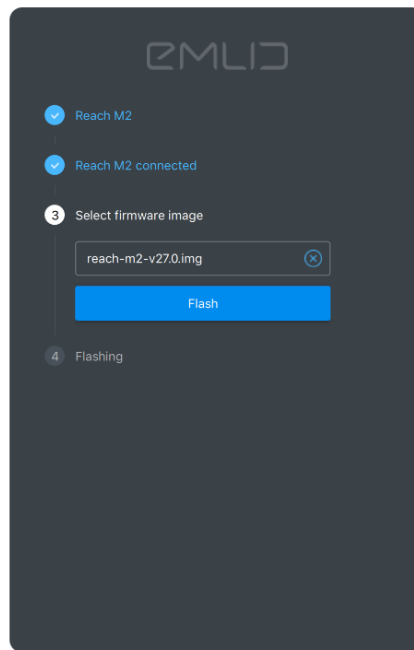 EMLID
Reach M2
Reach M2 connected
3 Select firmware image
reach-m2-v27.0.img
Flash
4 Flashing